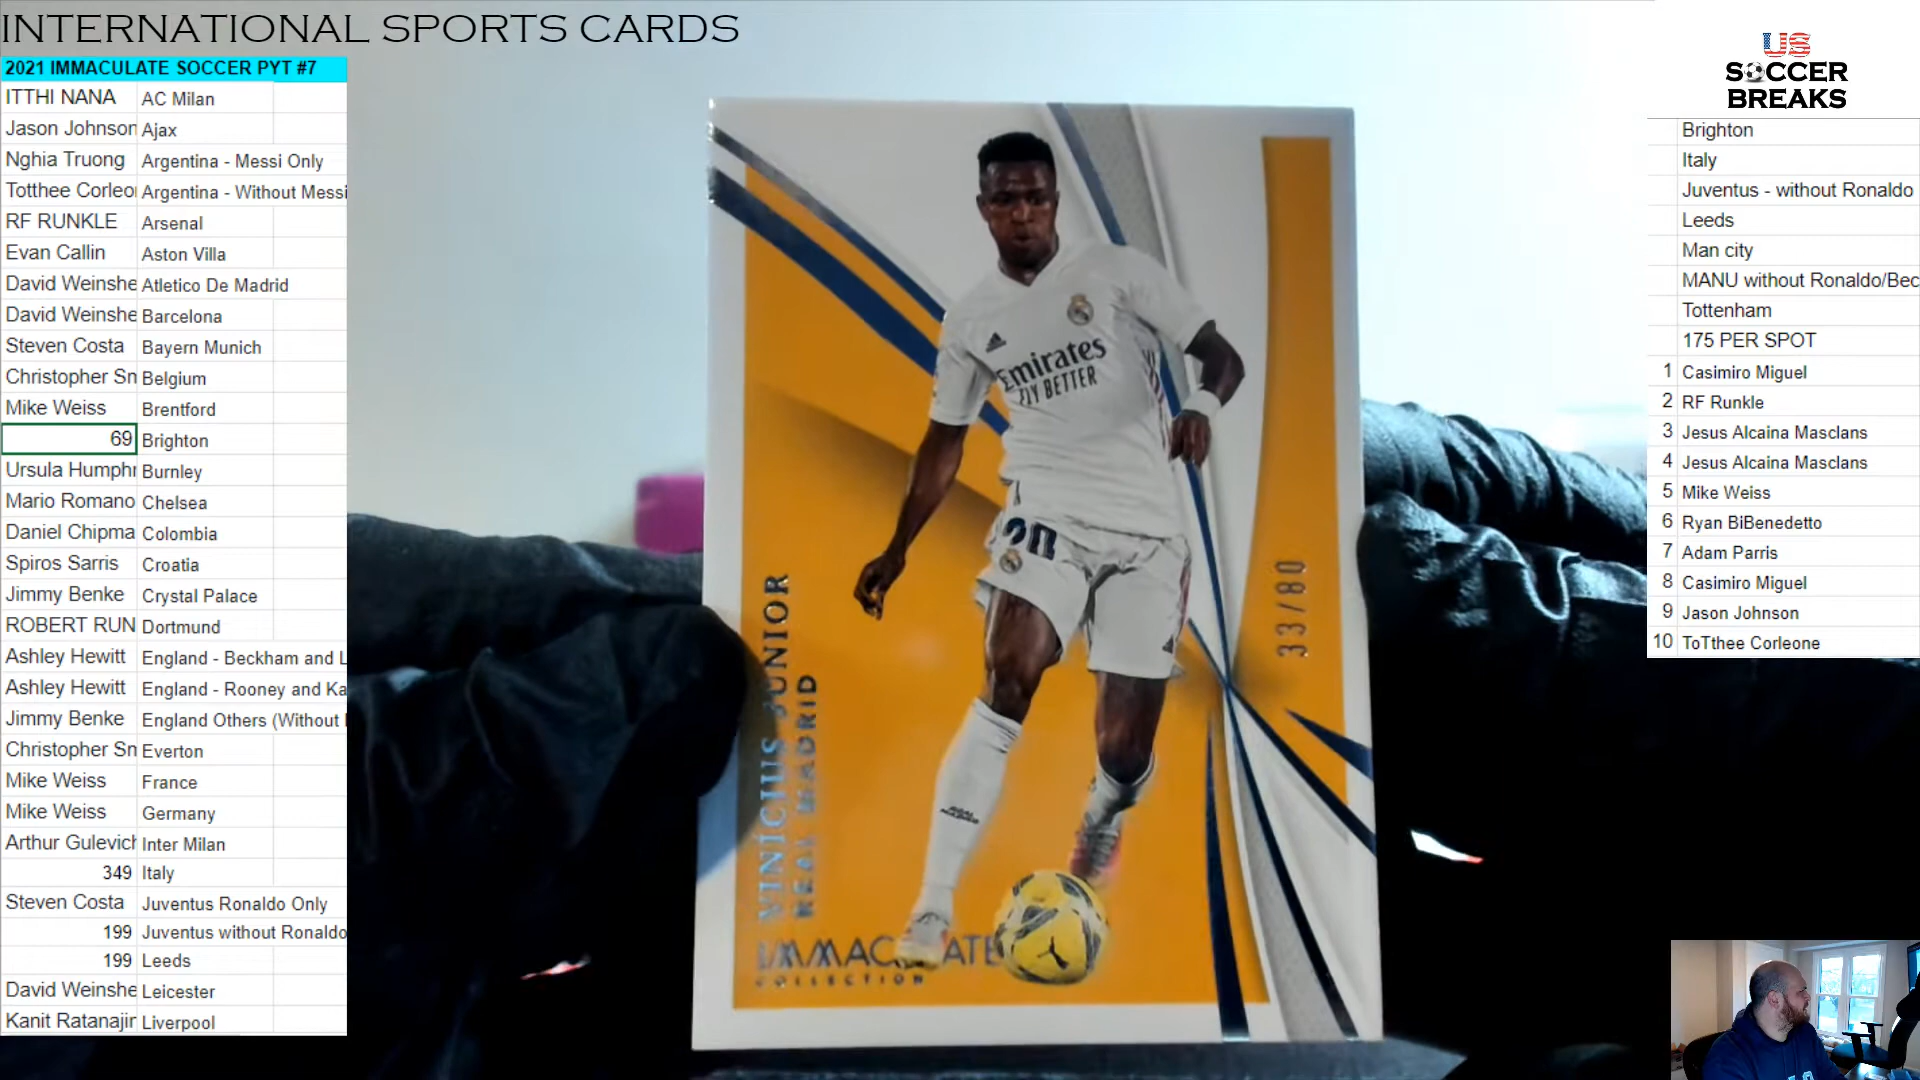 INTERNATIONAL SPORTS CARDS
2021 IMMACULATE SOCCER PYT #7
ITTHI NANA AC Milan
Jason Johnson Ajax
Nghia Truong Argentina - Messi Only
Totthee Corleo Argentina - Without Messi
RF RUNKLE Arsenal
Evan Callin Aston Villa
David Weinshe Atletico De Madrid
David Weinshe Barcelona
Steven Costa Bayern Munich
Christopher Sn Belgium
Mike Weiss Brentford
69 Brighton
Ursula Humphr Burnley
Mario Romano Chelsea
Daniel Chipma Colombia
Spiros Sarris Croatia
Jimmy Benke Crystal Palace
ROBERT RUN Dortmund
Ashley Hewitt England - Beckham and L
Ashley Hewitt England - Rooney and Ka
Jimmy Benke England Others (Without
Christopher Sn Everton
Mike Weiss France
Mike Weiss Germany
Arthur Gulevich Inter Milan
349 Italy
Steven Costa Juventus Ronaldo Only
199 Juventus without Ronaldo
199 Leeds
David Weinshe Leicester
Kanit Ratanajir Liverpool
Emirates
FLY BETTER
20
33/80
VINÍCIUS JUNIOR
REAL MADRID
IMMACULATE
COLLECTION
US
SOCCER
BREAKS
Brighton
Italy
Juventus - without Ronaldo
Leeds
Man city
MANU without Ronaldo/Bec
Tottenham
175 PER SPOT
1 Casimiro Miguel
2 RF Runkle
3 Jesus Alcaina Masclans
4 Jesus Alcaina Masclans
5 Mike Weiss
6 Ryan BiBenedetto
7 Adam Parris
8 Casimiro Miguel
9 Jason Johnson
10 ToTthee Corleone